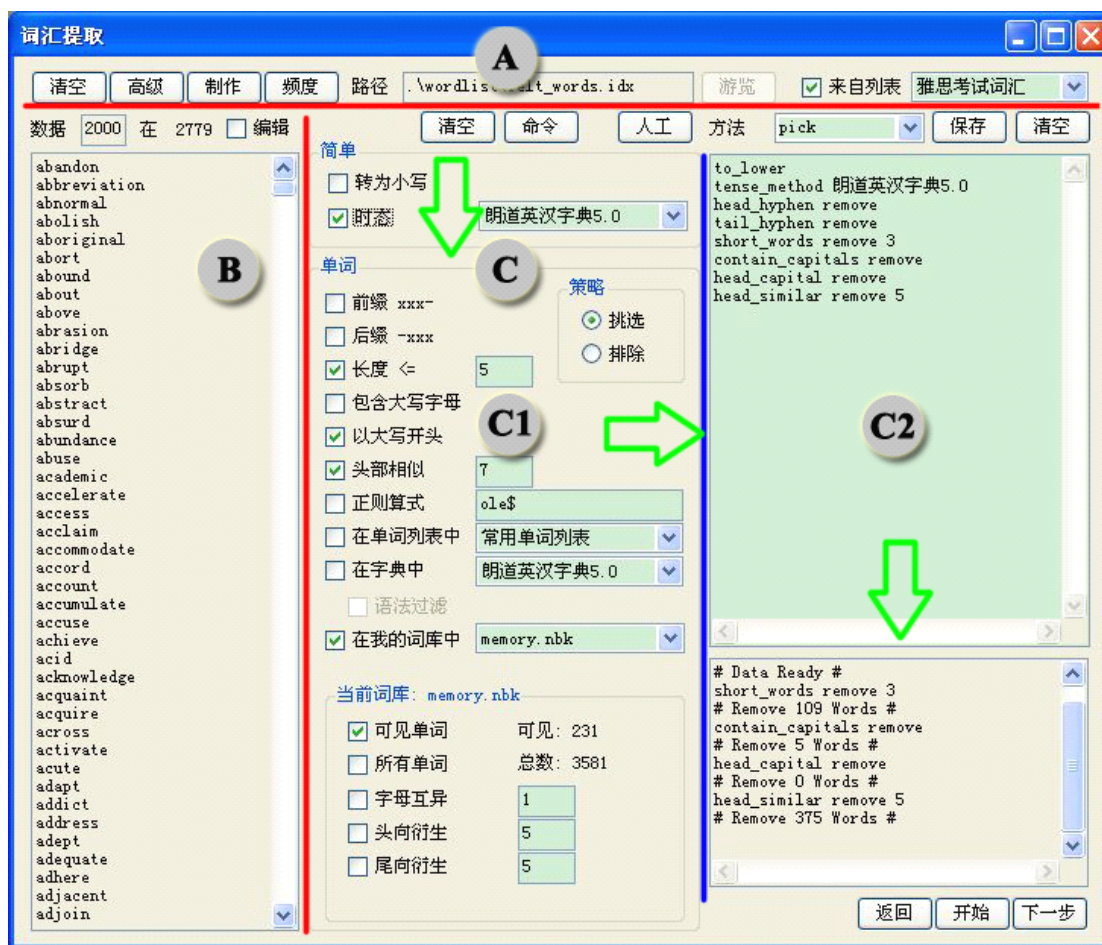 词汇提取
A
清空 高级 制作 频度 路径 .\wordlis elt_words.idx 游览 来自列表 雅思考试词汇
数据 2000 在 2779 编辑
abandon
abbreviation
abnormal
abolish
aboriginal
abort
abound
about
above
abrasion
abridge
abrupt
absorb
abstract
absurd
abundance
abuse
academic
accelerate
access
acclaim
accommodate
accord
account
accumulate
accuse
achieve
acid
acknowledge
acquaint
acquire
across
activate
acute
adapt
addict
address
adept
adequate
adhere
adjacent
adjoin
B
清空 命令 人工 方法 pick 保存 清空
简单
转为小写
时态 朗道英汉字典5.0
C
单词
前缀 xxx-
后缀 -xxx
长度 <= 5
包含大写字母
以大写开头
头部相似 7
正则算式 ole$
在单词列表中 常用单词列表
在字典中 朗道英汉字典5.0
语法过滤
在我的词库中 memory.nbk
策略
挑选
排除
C1
当前词库: memory.nbk
可见单词 可见: 231
所有单词 总数: 3581
字母互异 1
头向衍生 5
尾向衍生 5
to_lower
tense_method 朗道英汉字典5.0
head_hyphen remove
tail_hyphen remove
short_words remove 3
contain_capitals remove
head_capital remove
head_similar remove 5
C2
# Data Ready #
short_words remove 3
# Remove 109 Words #
contain_capitals remove
# Remove 5 Words #
head_capital remove
# Remove 0 Words #
head_similar remove 5
# Remove 375 Words #
返回 开始 下一步